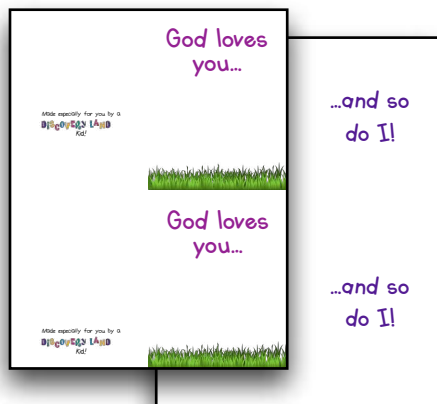 God loves
you...
Made especially for you by a
DISCOVERY LAND
Kid!
God loves
you...
Made especially for you by a
DISCOVERY LAND
Kid!
...and so
do I!
...and so
do I!